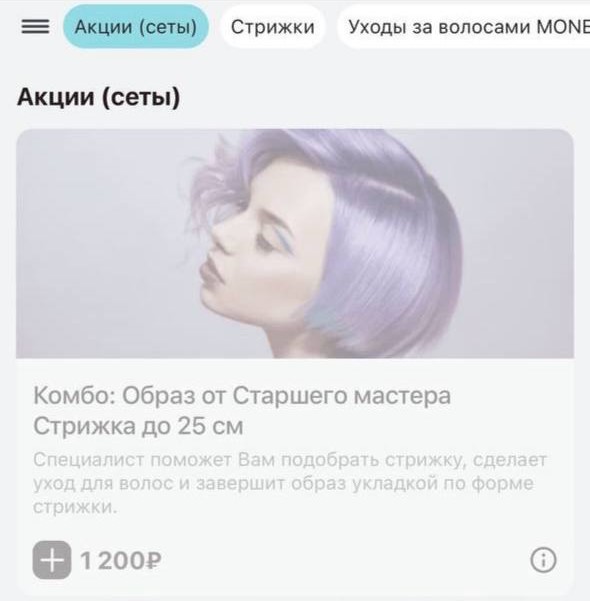 Акции (сеты) Стрижки Уходы за волосами MONE
Акции (сеты)
Комбо: Образ от Старшего мастера
Стрижка до 25 см
Специалист поможет Вам подобрать стрижку, сделает
уход для волос и завершит образ укладкой по форме
стрижки.
1 200₽